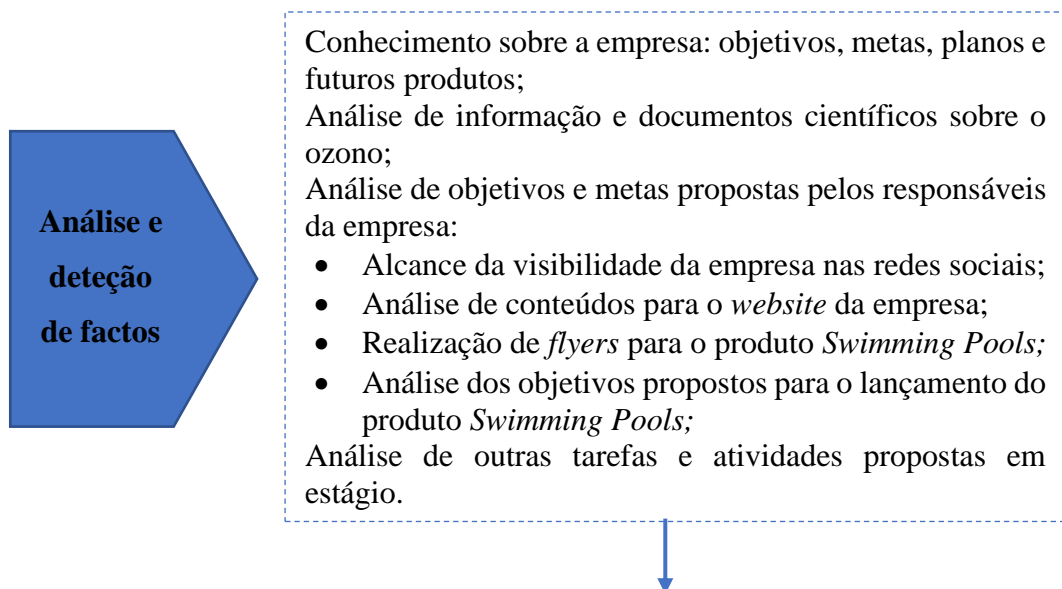 Análise e
deteção
de factos
Conhecimento sobre a empresa: objetivos, metas, planos e
futuros produtos;
Análise de informação e documentos científicos sobre o
ozono;
Análise de objetivos e metas propostas pelos responsáveis
da empresa:
• Alcance da visibilidade da empresa nas redes sociais;
• Análise de conteúdos para o website da empresa;
• Realização de flyers para o produto Swimming Pools;
• Análise dos objetivos propostos para o lançamento do
produto Swimming Pools;
Análise de outras tarefas e atividades propostas em
estágio.